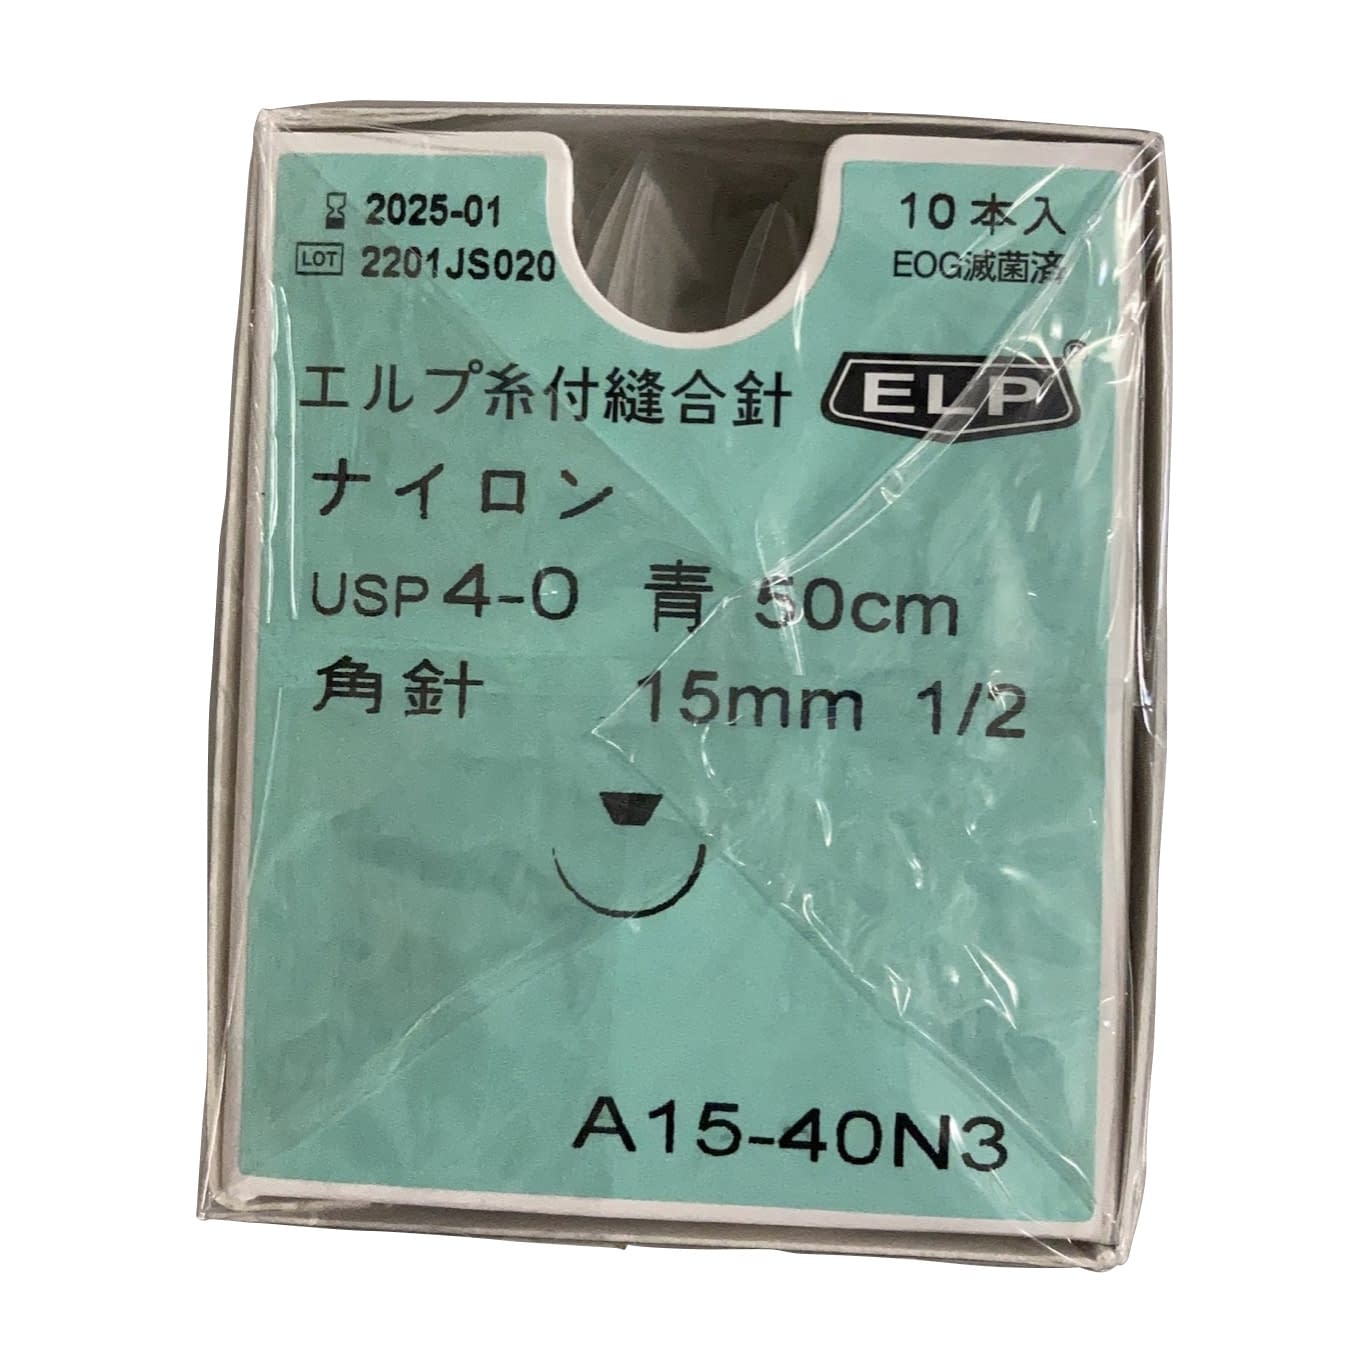 2025-01
LOT 2201JS020
10本入
EOG滅菌済
エルプ糸付縫合針
ELP®
ナイロン
USP 4-0 青 50cm
角針 15mm 1/2
A15-40N3